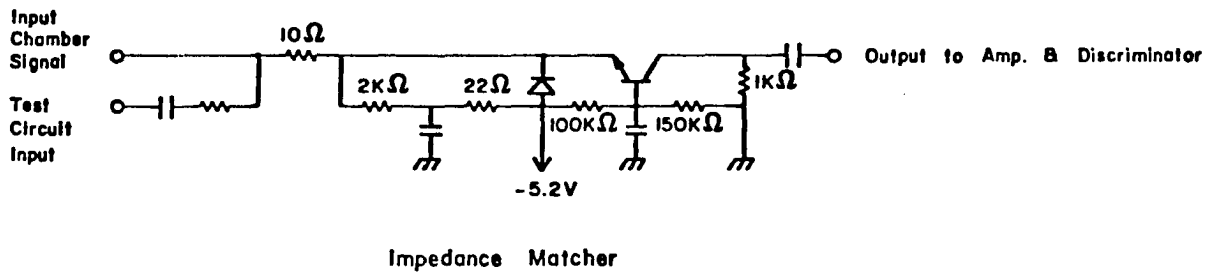 Input
Chamber
Signal
10Ω
Output to Amp. & Discriminator
Test
Circuit
Input
2KΩ
22Ω
100KΩ
150KΩ
1KΩ
-5.2V
Impedance Matcher